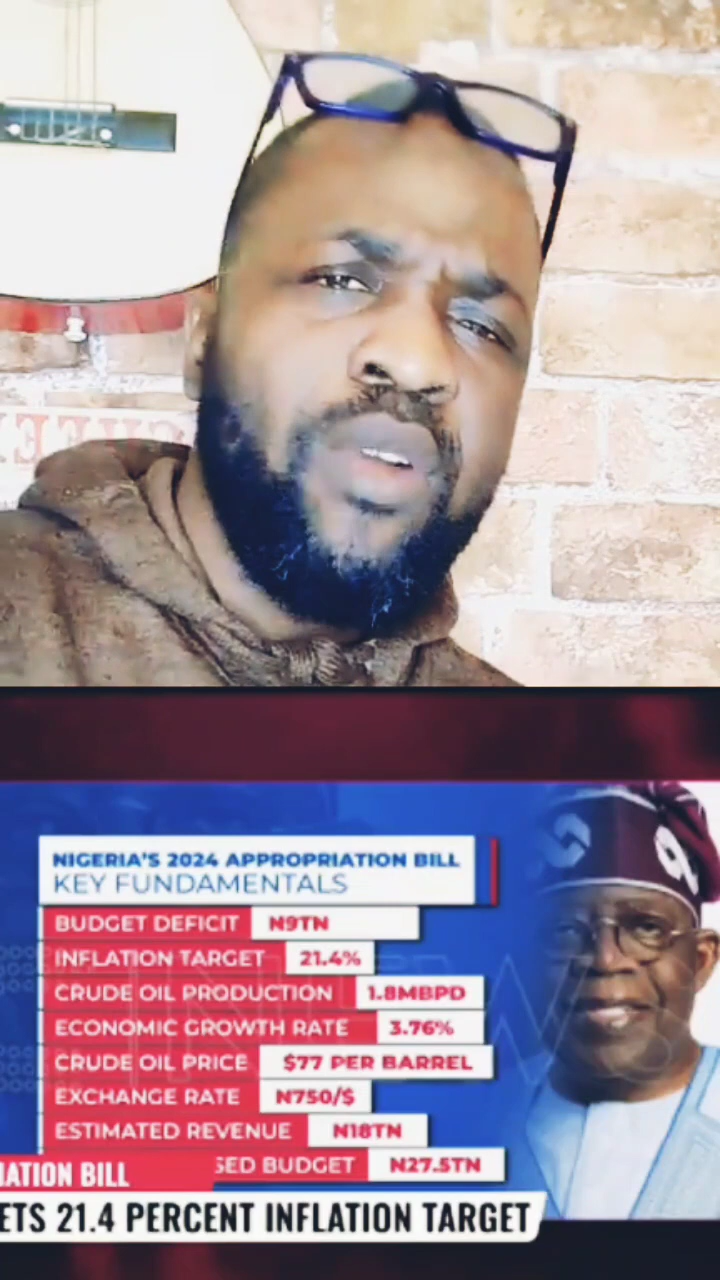 NIGERIA'S 2024 APPROPRIATION BILL
KEY FUNDAMENTALS
BUDGET DEFICIT N9TN
INFLATION TARGET 21.4%
CRUDE OIL PRODUCTION 1.8MBPD
ECONOMIC GROWTH RATE 3.76%
CRUDE OIL PRICE $77 PER BARREL
EXCHANGE RATE N750/$
ESTIMATED REVENUE N18TN
SED BUDGET N27.5TN
IATION BILL
ETS 21.4 PERCENT INFLATION TARGET